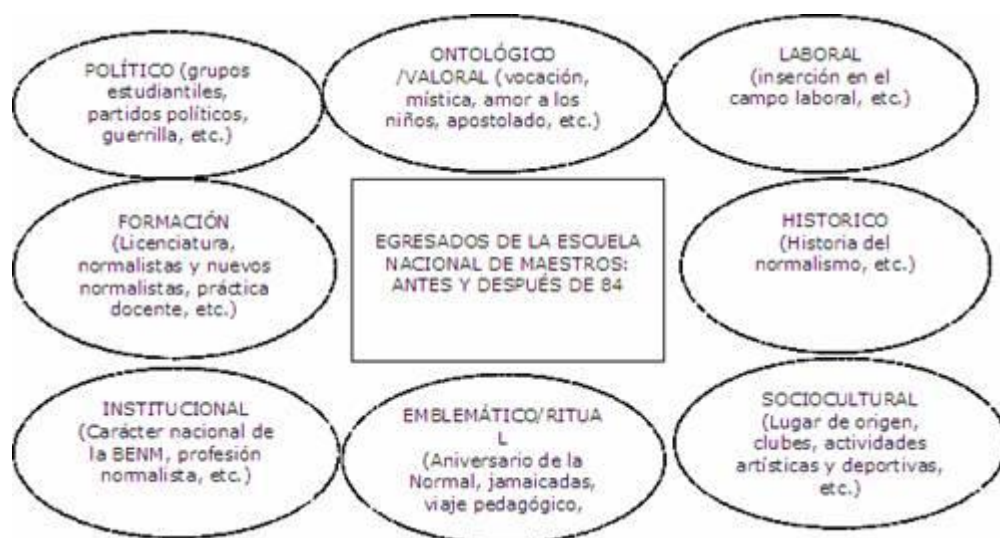 POLÍTICO (grupos
estudiantiles,
partidos políticos,
guerrilla, etc.)
ONTOLÓGICO
/VALORAL (vocación,
mística, amor a los
niños, apostolado, etc.)
LABORAL
(inserción en el
campo laboral, etc.)
FORMACIÓN
(Licenciatura,
normalistas y nuevos
normalistas, práctica
docente, etc.)
EGRESADOS DE LA ESCUELA
NACIONAL DE MAESTROS:
ANTES Y DESPUÉS DE 84
HISTORICO
(Historia del
normalismo, etc.)
INSTITUCIONAL
(Carácter nacional de
la BENM, profesión
normalista, etc.)
EMBLEMÁTICO/RITUA
L
(Aniversario de la
Normal, jamaicadas,
viaje pedagógico,
SOCIOCULTURAL
(Lugar de origen,
clubes, actividades
artísticas y deportivas,
etc.)